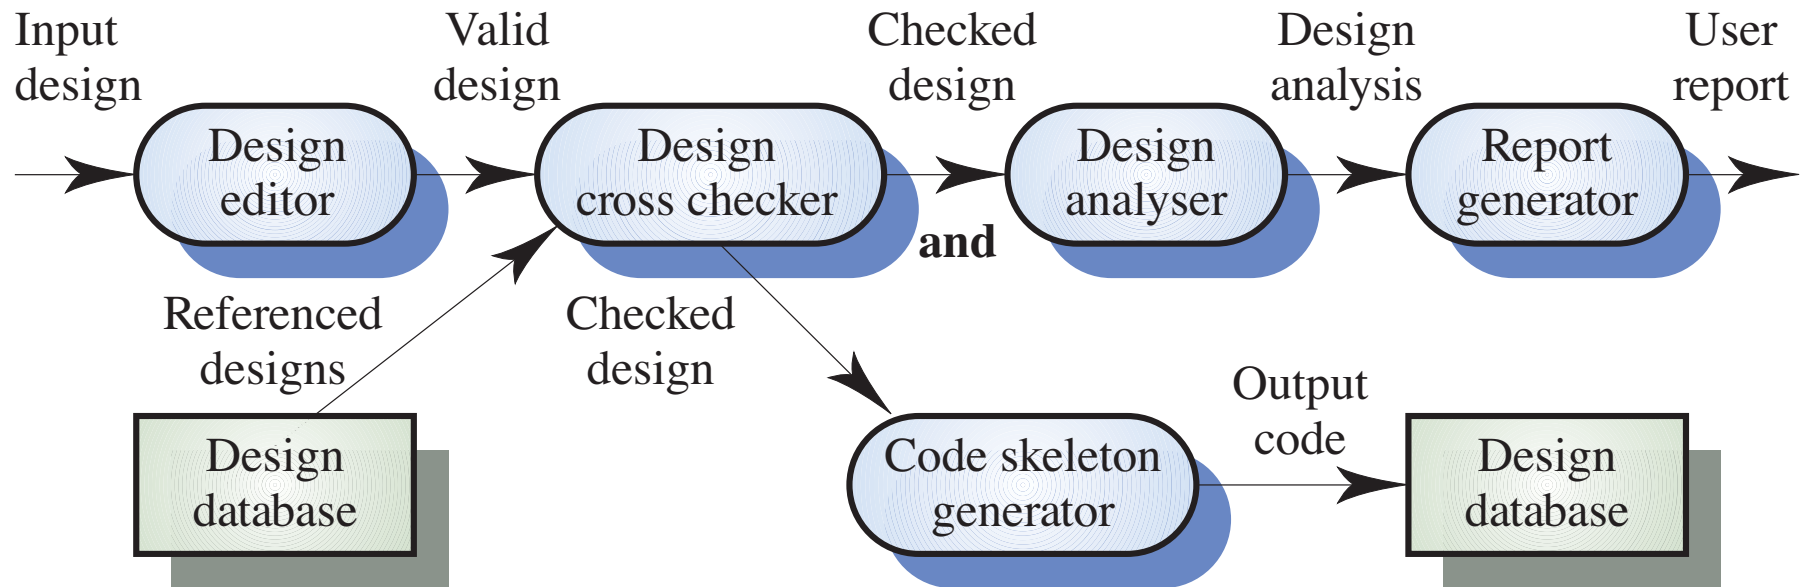 Input
design
Valid
design
Checked
design
Design
analysis
User
report
Design
editor
Design
cross checker
Design
analyser
Report
generator
and
Referenced
designs
Checked
design
Output
code
Design
database
Code skeleton
generator
Design
database